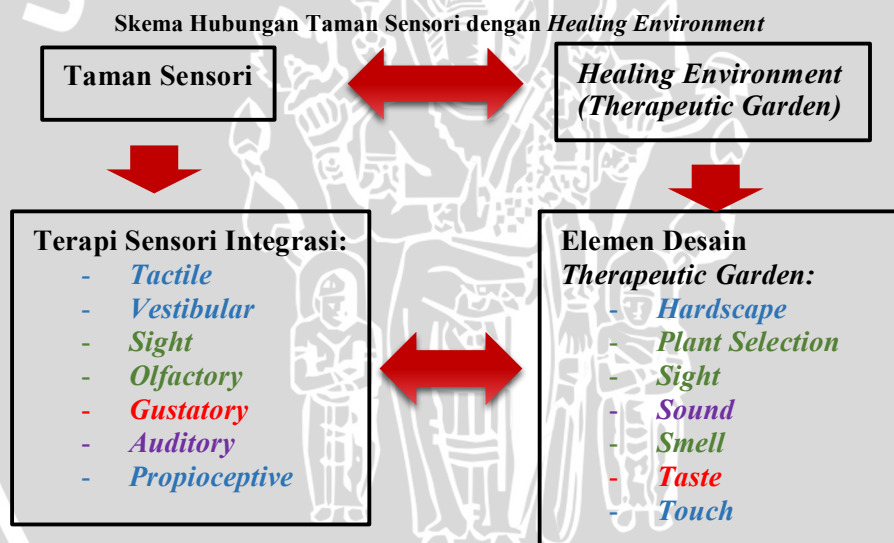 Skema Hubungan Taman Sensori dengan Healing Environment
Taman Sensori
Healing Environment
(Therapeutic Garden)
Terapi Sensori Integrasi:
- Tactile
- Vestibular
- Sight
- Olfactory
- Gustatory
- Auditory
- Propioceptive
Elemen Desain
Therapeutic Garden:
- Hardscape
- Plant Selection
- Sight
- Sound
- Smell
- Taste
- Touch